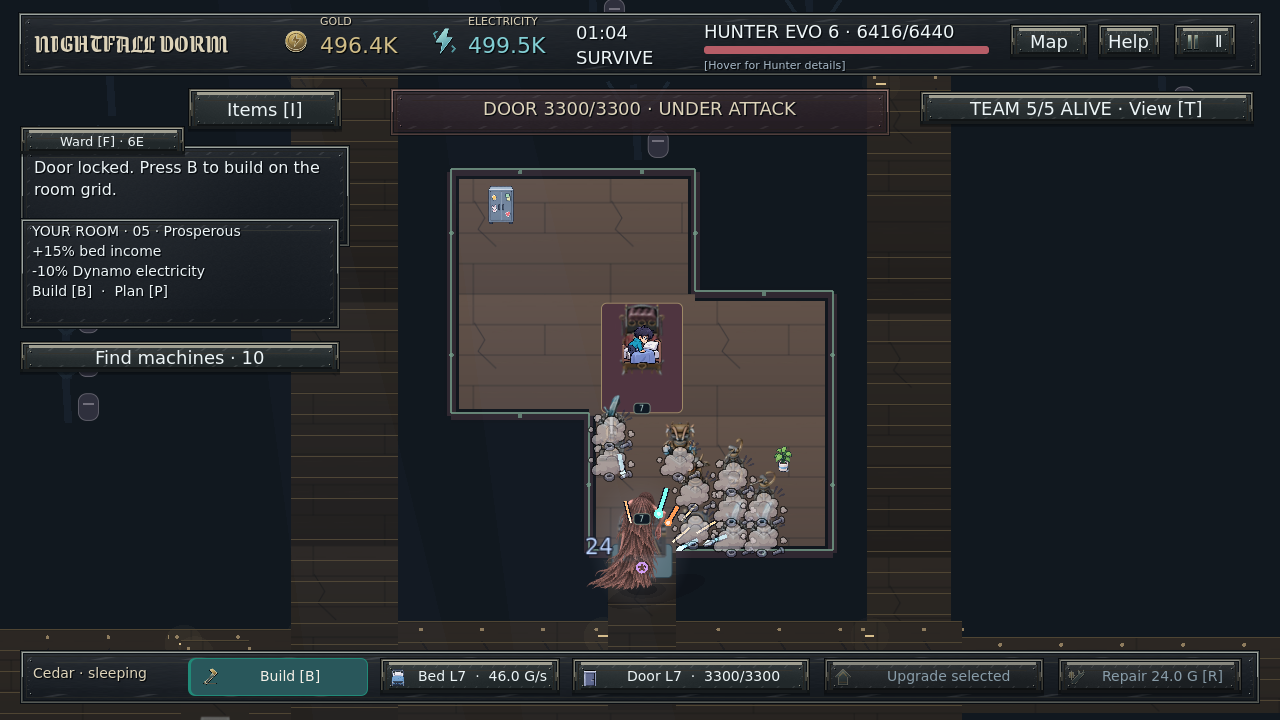 NIGHTFALL DORM
GOLD
496.4K
ELECTRICITY
499.5K
01:04
SURVIVE
HUNTER EVO 6 · 6416/6440
[Hover for Hunter details]
Map
Help
II
Items [I]
DOOR 3300/3300 · UNDER ATTACK
TEAM 5/5 ALIVE · View [T]
Ward [F] · 6E
Door locked. Press B to build on the
room grid.
YOUR ROOM · 05 · Prosperous
+15% bed income
-10% Dynamo electricity
Build [B] · Plan [P]
Find machines · 10
7
7
24
Cedar · sleeping
Build [B]
Bed L7 · 46.0 G/s
Door L7 · 3300/3300
Upgrade selected
Repair 24.0 G [R]